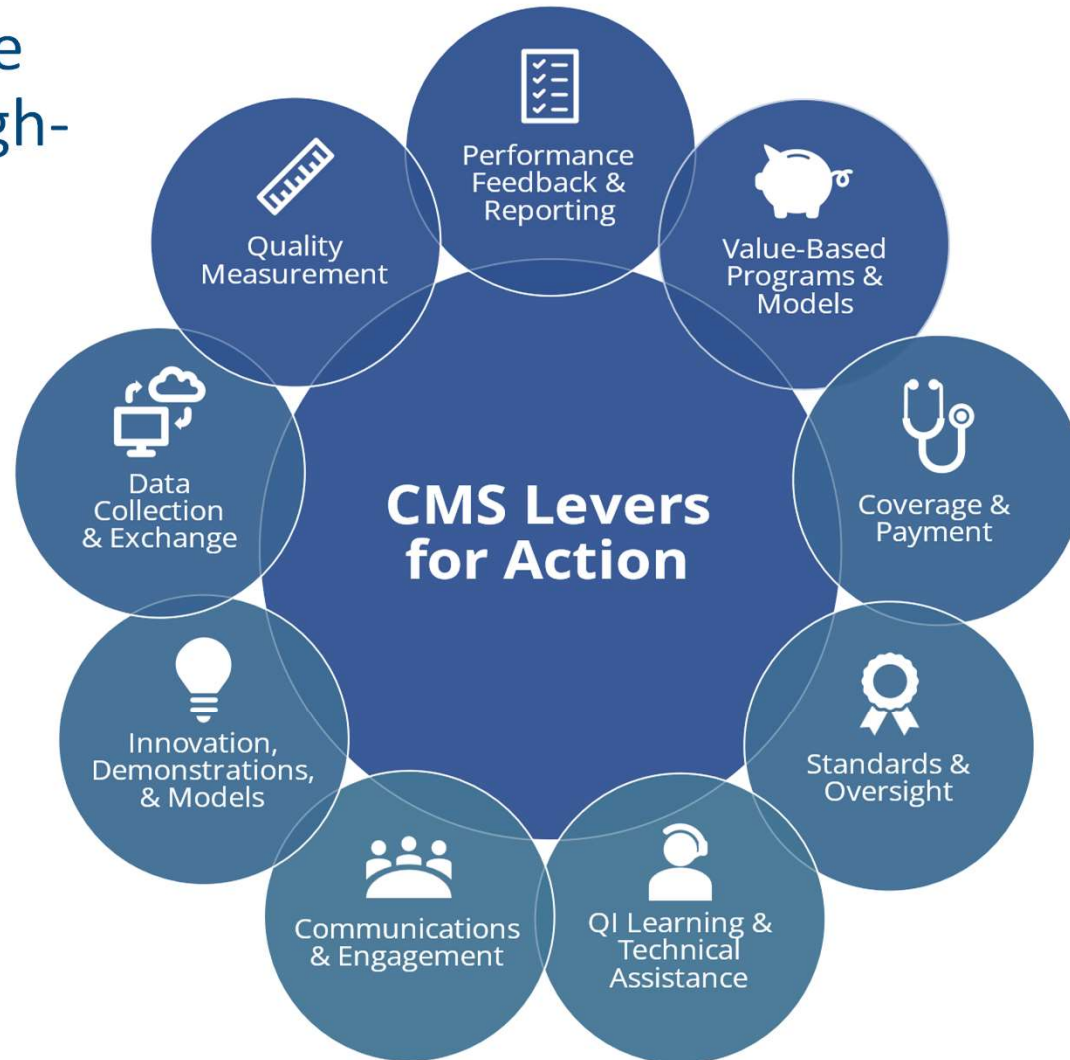 Performance
Feedback &
Reporting
Value-Based
Programs &
Models
Coverage &
Payment
Standards &
Oversight
QI Learning &
Technical
Assistance
Communications
& Engagement
Innovation,
Demonstrations,
& Models
Data
Collection
& Exchange
Quality
Measurement
CMS Levers
for Action